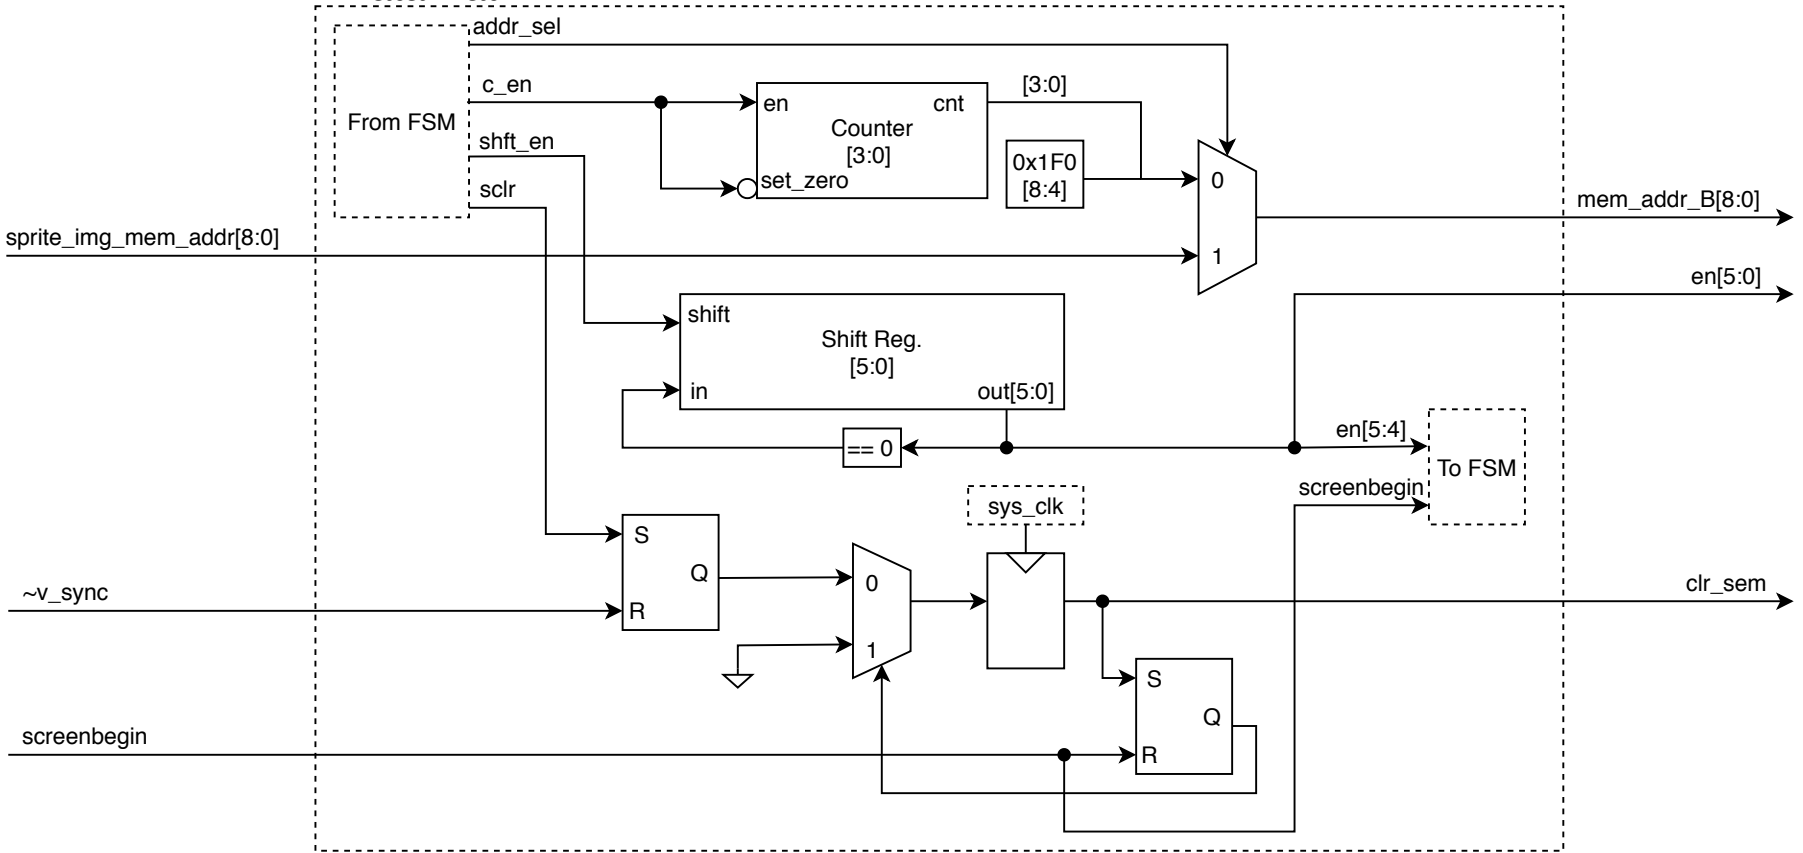 addr_sel
c_en
From FSM
shft_en
sclr
en
cnt
Counter
[3:0]
set_zero
[3:0]
0x1F0
[8:4]
0
1
mem_addr_B[8:0]
sprite_img_mem_addr[8:0]
en[5:0]
shift
Shift Reg.
[5:0]
in
out[5:0]
== 0
en[5:4]
To FSM
screenbegin
sys_clk
S
Q
R
0
1
~v_sync
clr_sem
S
Q
R
screenbegin